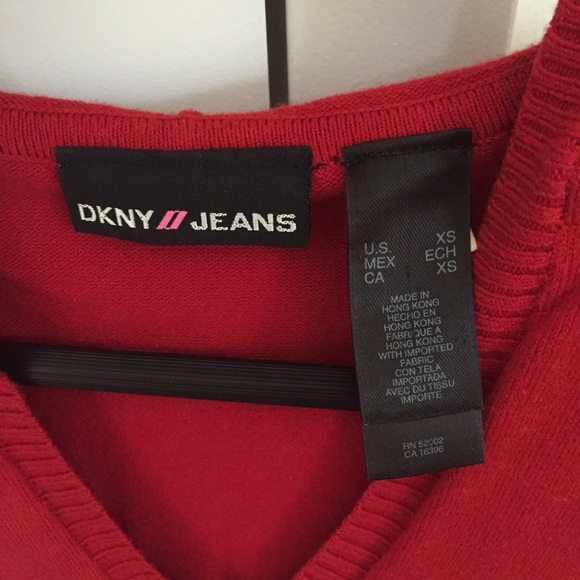 DKNY JEANS
U.S. XS
MEX ECH
CA XS
MADE IN
HONG KONG
HECHO EN
HONG KONG
FABRIQUE A
HONG KONG
WITH IMPORTED
FABRIC
CON TELA
IMPORTADA
AVEC DU TISSU
IMPORTE
RN 52002
CA 16396